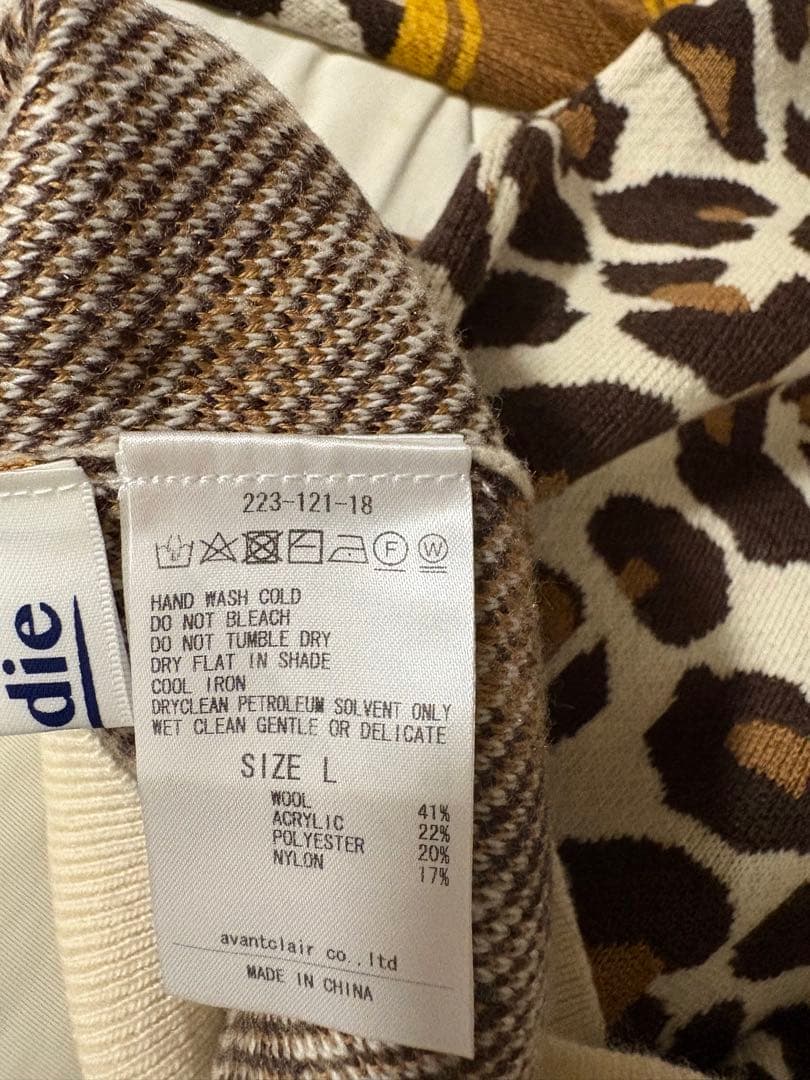 223-121-18
F W
HAND WASH COLD
DO NOT BLEACH
DO NOT TUMBLE DRY
DRY FLAT IN SHADE
COOL IRON
DRYCLEAN PETROLEUM SOLVENT ONLY
WET CLEAN GENTLE OR DELICATE
SIZE L
WOOL 41%
ACRYLIC 22%
POLYESTER 20%
NYLON 17%
avantclair co.,ltd
MADE IN CHINA
die